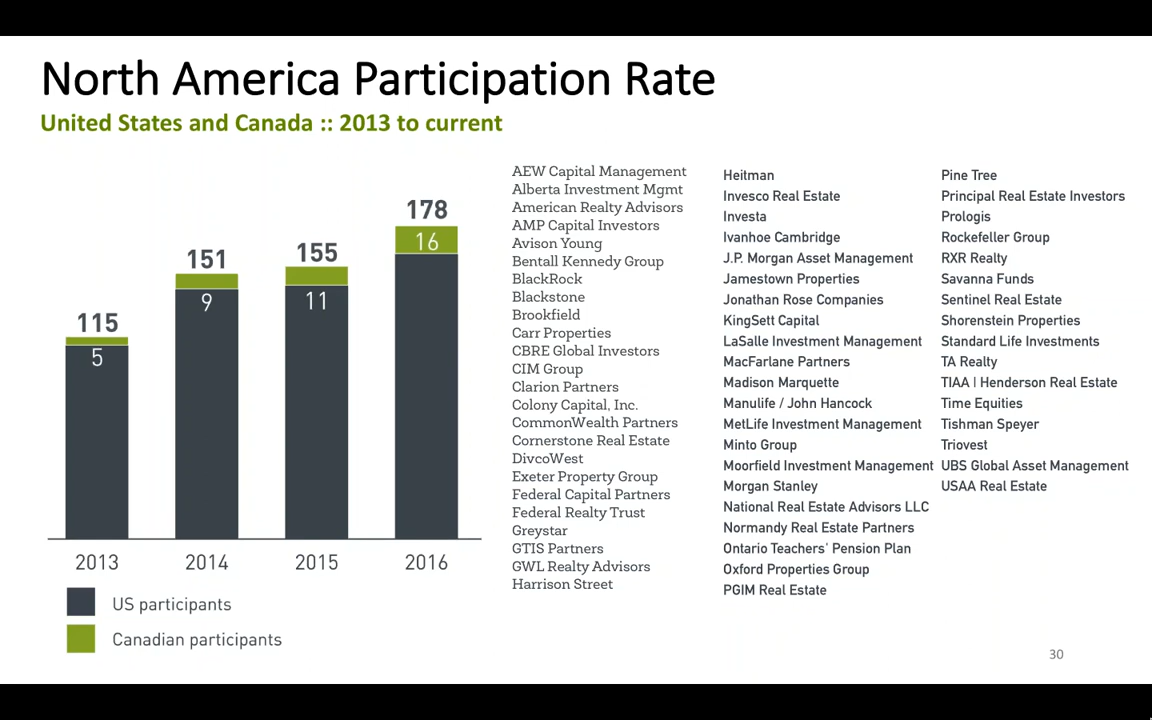 North America Participation Rate
United States and Canada :: 2013 to current
115
5
151
9
155
11
178
16
2013
2014
2015
2016
US participants
Canadian participants
AEW Capital Management
Alberta Investment Mgmt
American Realty Advisors
AMP Capital Investors
Avison Young
Bentall Kennedy Group
BlackRock
Blackstone
Brookfield
Carr Properties
CBRE Global Investors
CIM Group
Clarion Partners
Colony Capital, Inc.
CommonWealth Partners
Cornerstone Real Estate
DivcoWest
Exeter Property Group
Federal Capital Partners
Federal Realty Trust
Greystar
GTIS Partners
GWL Realty Advisors
Harrison Street
Heitman
Invesco Real Estate
Investa
Ivanhoe Cambridge
J.P. Morgan Asset Management
Jamestown Properties
Jonathan Rose Companies
KingSett Capital
LaSalle Investment Management
MacFarlane Partners
Madison Marquette
Manulife / John Hancock
MetLife Investment Management
Minto Group
Moorfield Investment Management
Morgan Stanley
National Real Estate Advisors LLC
Normandy Real Estate Partners
Ontario Teachers' Pension Plan
Oxford Properties Group
PGIM Real Estate
Pine Tree
Principal Real Estate Investors
Prologis
Rockefeller Group
RXR Realty
Savanna Funds
Sentinel Real Estate
Shorenstein Properties
Standard Life Investments
TA Realty
TIAA | Henderson Real Estate
Time Equities
Tishman Speyer
Triovest
UBS Global Asset Management
USAA Real Estate
30